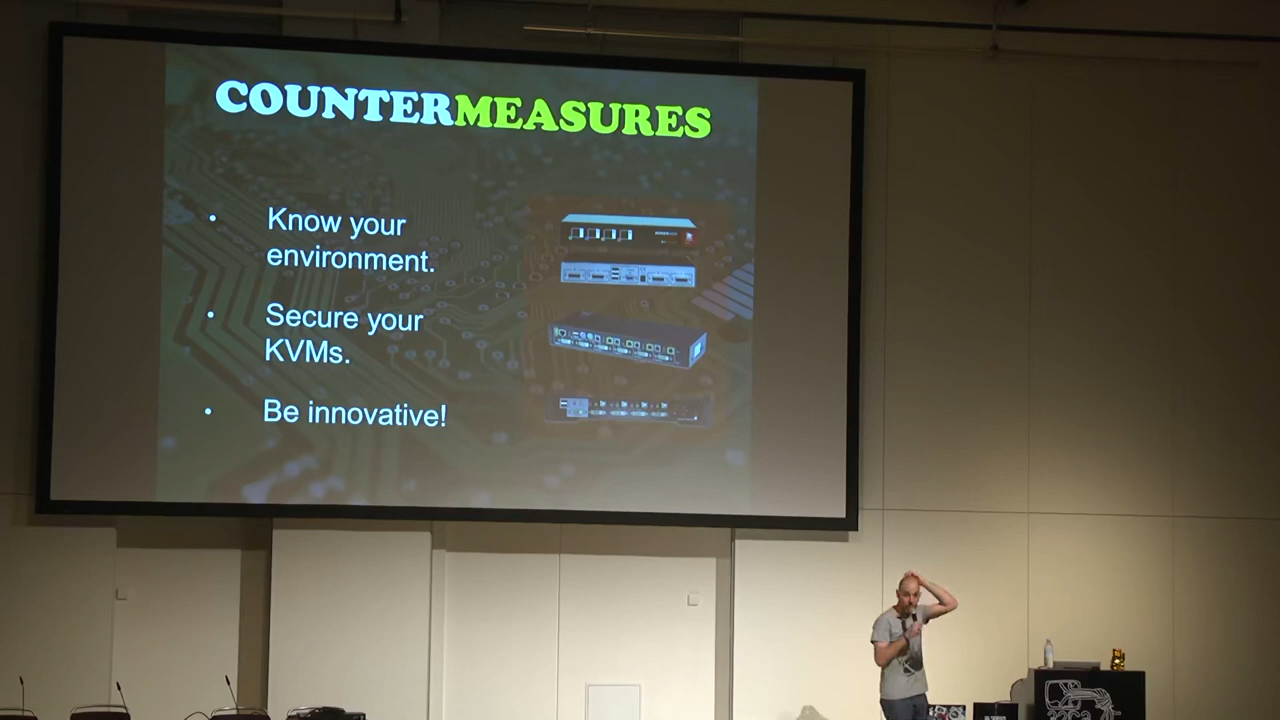 COUNTERMEASURES
• Know your
environment.
• Secure your
KVMs.
• Be innovative!